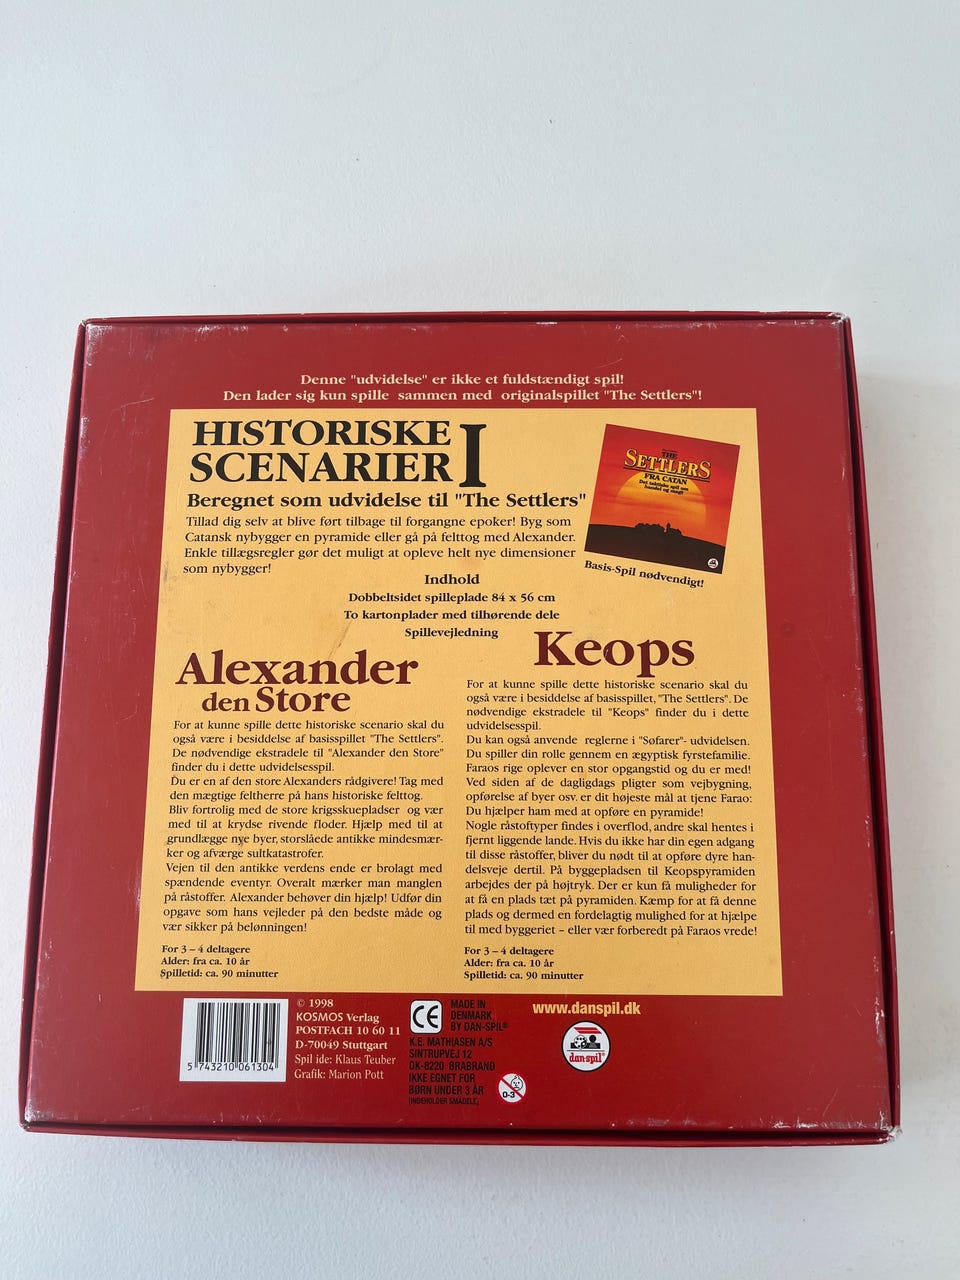 Denne "udvidelse" er ikke et fuldstændigt spil!
Den lader sig kun spille sammen med originalspillet "The Settlers"!
HISTORISKE
SCENARIER I
Beregnet som udvidelse til "The Settlers"
Tillad dig selv at blive ført tilbage til forgangne epoker! Byg som
Catansk nybygger en pyramide eller gå på felttog med Alexander.
Enkle tillægsregler gør det muligt at opleve helt nye dimensioner
som nybygger!
THE
SETTLERS
FRA CATAN
Det taktiske spil om
handel og magt!
Basis-Spil nødvendigt!
Indhold
Dobbeltsidet spilleplade 84 x 56 cm
To kartonplader med tilhørende dele
Spillevejledning
Alexander
den Store
For at kunne spille dette historiske scenario skal du
også være i besiddelse af basisspillet "The Settlers".
De nødvendige ekstradele til "Alexander den Store"
finder du i dette udvidelsesspil.
Du er en af den store Alexanders rådgivere! Tag med
den mægtige feltherre på hans historiske felttog.
Bliv fortrolig med de store krigsskuepladser og vær
med til at krydse rivende floder. Hjælp med til at
grundlægge nye byer, storslåede antikke mindesmær-
ker og afværge sultkatastrofer.
Vejen til den antikke verdens ende er brolagt med
spændende eventyr. Overalt mærker man manglen
på råstoffer. Alexander behøver din hjælp! Udfør din
opgave som hans vejleder på den bedste måde og
vær sikker på belønningen!
For 3 – 4 deltagere
Alder: fra ca. 10 år
Spilletid: ca. 90 minutter
Keops
For at kunne spille dette historiske scenario skal du
også være i besiddelse af basisspillet, "The Settlers". De
nødvendige ekstradele til "Keops" finder du i dette
udvidelsesspil.
Du kan også anvende reglerne i "Søfarer"- udvidelsen.
Du spiller din rolle gennem en ægyptisk fyrstefamilie.
Faraos rige oplever en stor opgangstid og du er med!
Ved siden af de dagligdags pligter som vejbygning,
opførelse af byer osv. er dit højeste mål at tjene Farao:
Du hjælper ham med at opføre en pyramide!
Nogle råstoftyper findes i overflod, andre skal hentes i
fjernt liggende lande. Hvis du ikke har din egen adgang
til disse råstoffer, bliver du nødt til at opføre dyre han-
delsveje dertil. På byggepladsen til Keopspyramiden
arbejdes der på højtryk. Der er kun få muligheder for
at få en plads tæt på pyramiden. Kæmp for at få denne
plads og dermed en fordelagtig mulighed for at hjælpe
til med byggeriet – eller vær forberedt på Faraos vrede!
For 3 – 4 deltagere
Alder: fra ca. 10 år
Spilletid: ca. 90 minutter
5 743210 061304
© 1998
KOSMOS Verlag
POSTFACH 10 60 11
D-70049 Stuttgart
Spil ide: Klaus Teuber
Grafik: Marion Pott
CE
MADE IN
DENMARK
BY DAN-SPIL®
K.E. MATHIASEN A/S
SINTRUPVEJ 12
DK-8220 BRABRAND
IKKE EGNET FOR
BØRN UNDER 3 ÅR
(INDEHOLDER SMÅDELE)
0-3
www.danspil.dk
dan-spil®